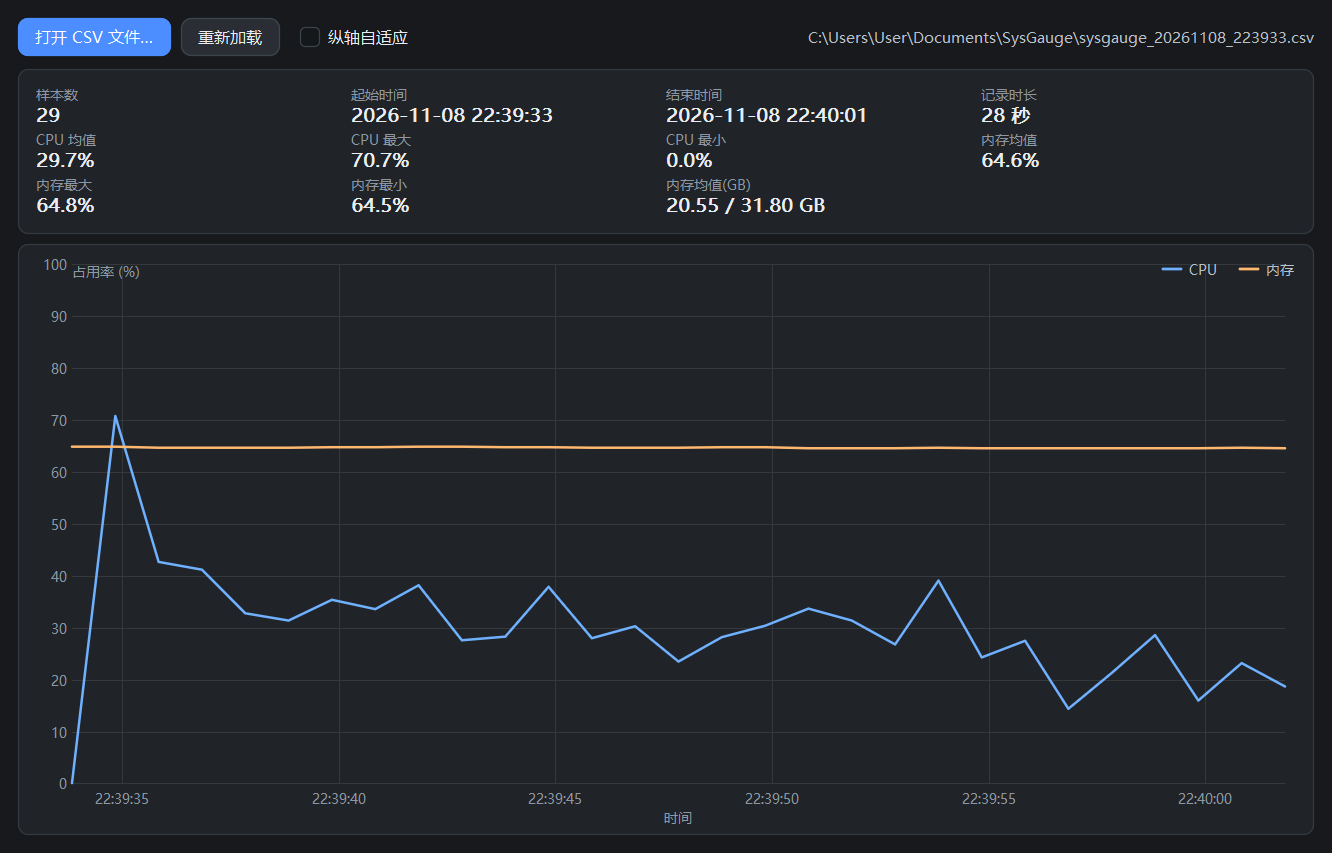 打开 CSV 文件... 重新加载 纵轴自适应 C:\Users\User\Documents\SysGauge\sysgauge_20261108_223933.csv
样本数 起始时间 结束时间 记录时长
29 2026-11-08 22:39:33 2026-11-08 22:40:01 28 秒
CPU 均值 CPU 最大 CPU 最小 内存均值
29.7% 70.7% 0.0% 64.6%
内存最大 内存最小 内存均值(GB)
64.8% 64.5% 20.55 / 31.80 GB
100 占用率 (%) CPU 内存
90
80
70
60
50
40
30
20
10
0
22:39:35 22:39:40 22:39:45 22:39:50 22:39:55 22:40:00
时间